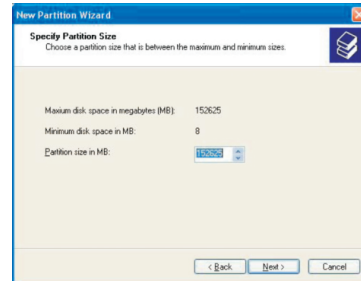 New Partition Wizard
Specify Partition Size
Choose a partition size that is between the maximum and minimum sizes.
Maxium disk space in megabytes (MB): 152625
Minimum disk space in MB: 8
Partition size in MB: 152625
< Back Next > Cancel